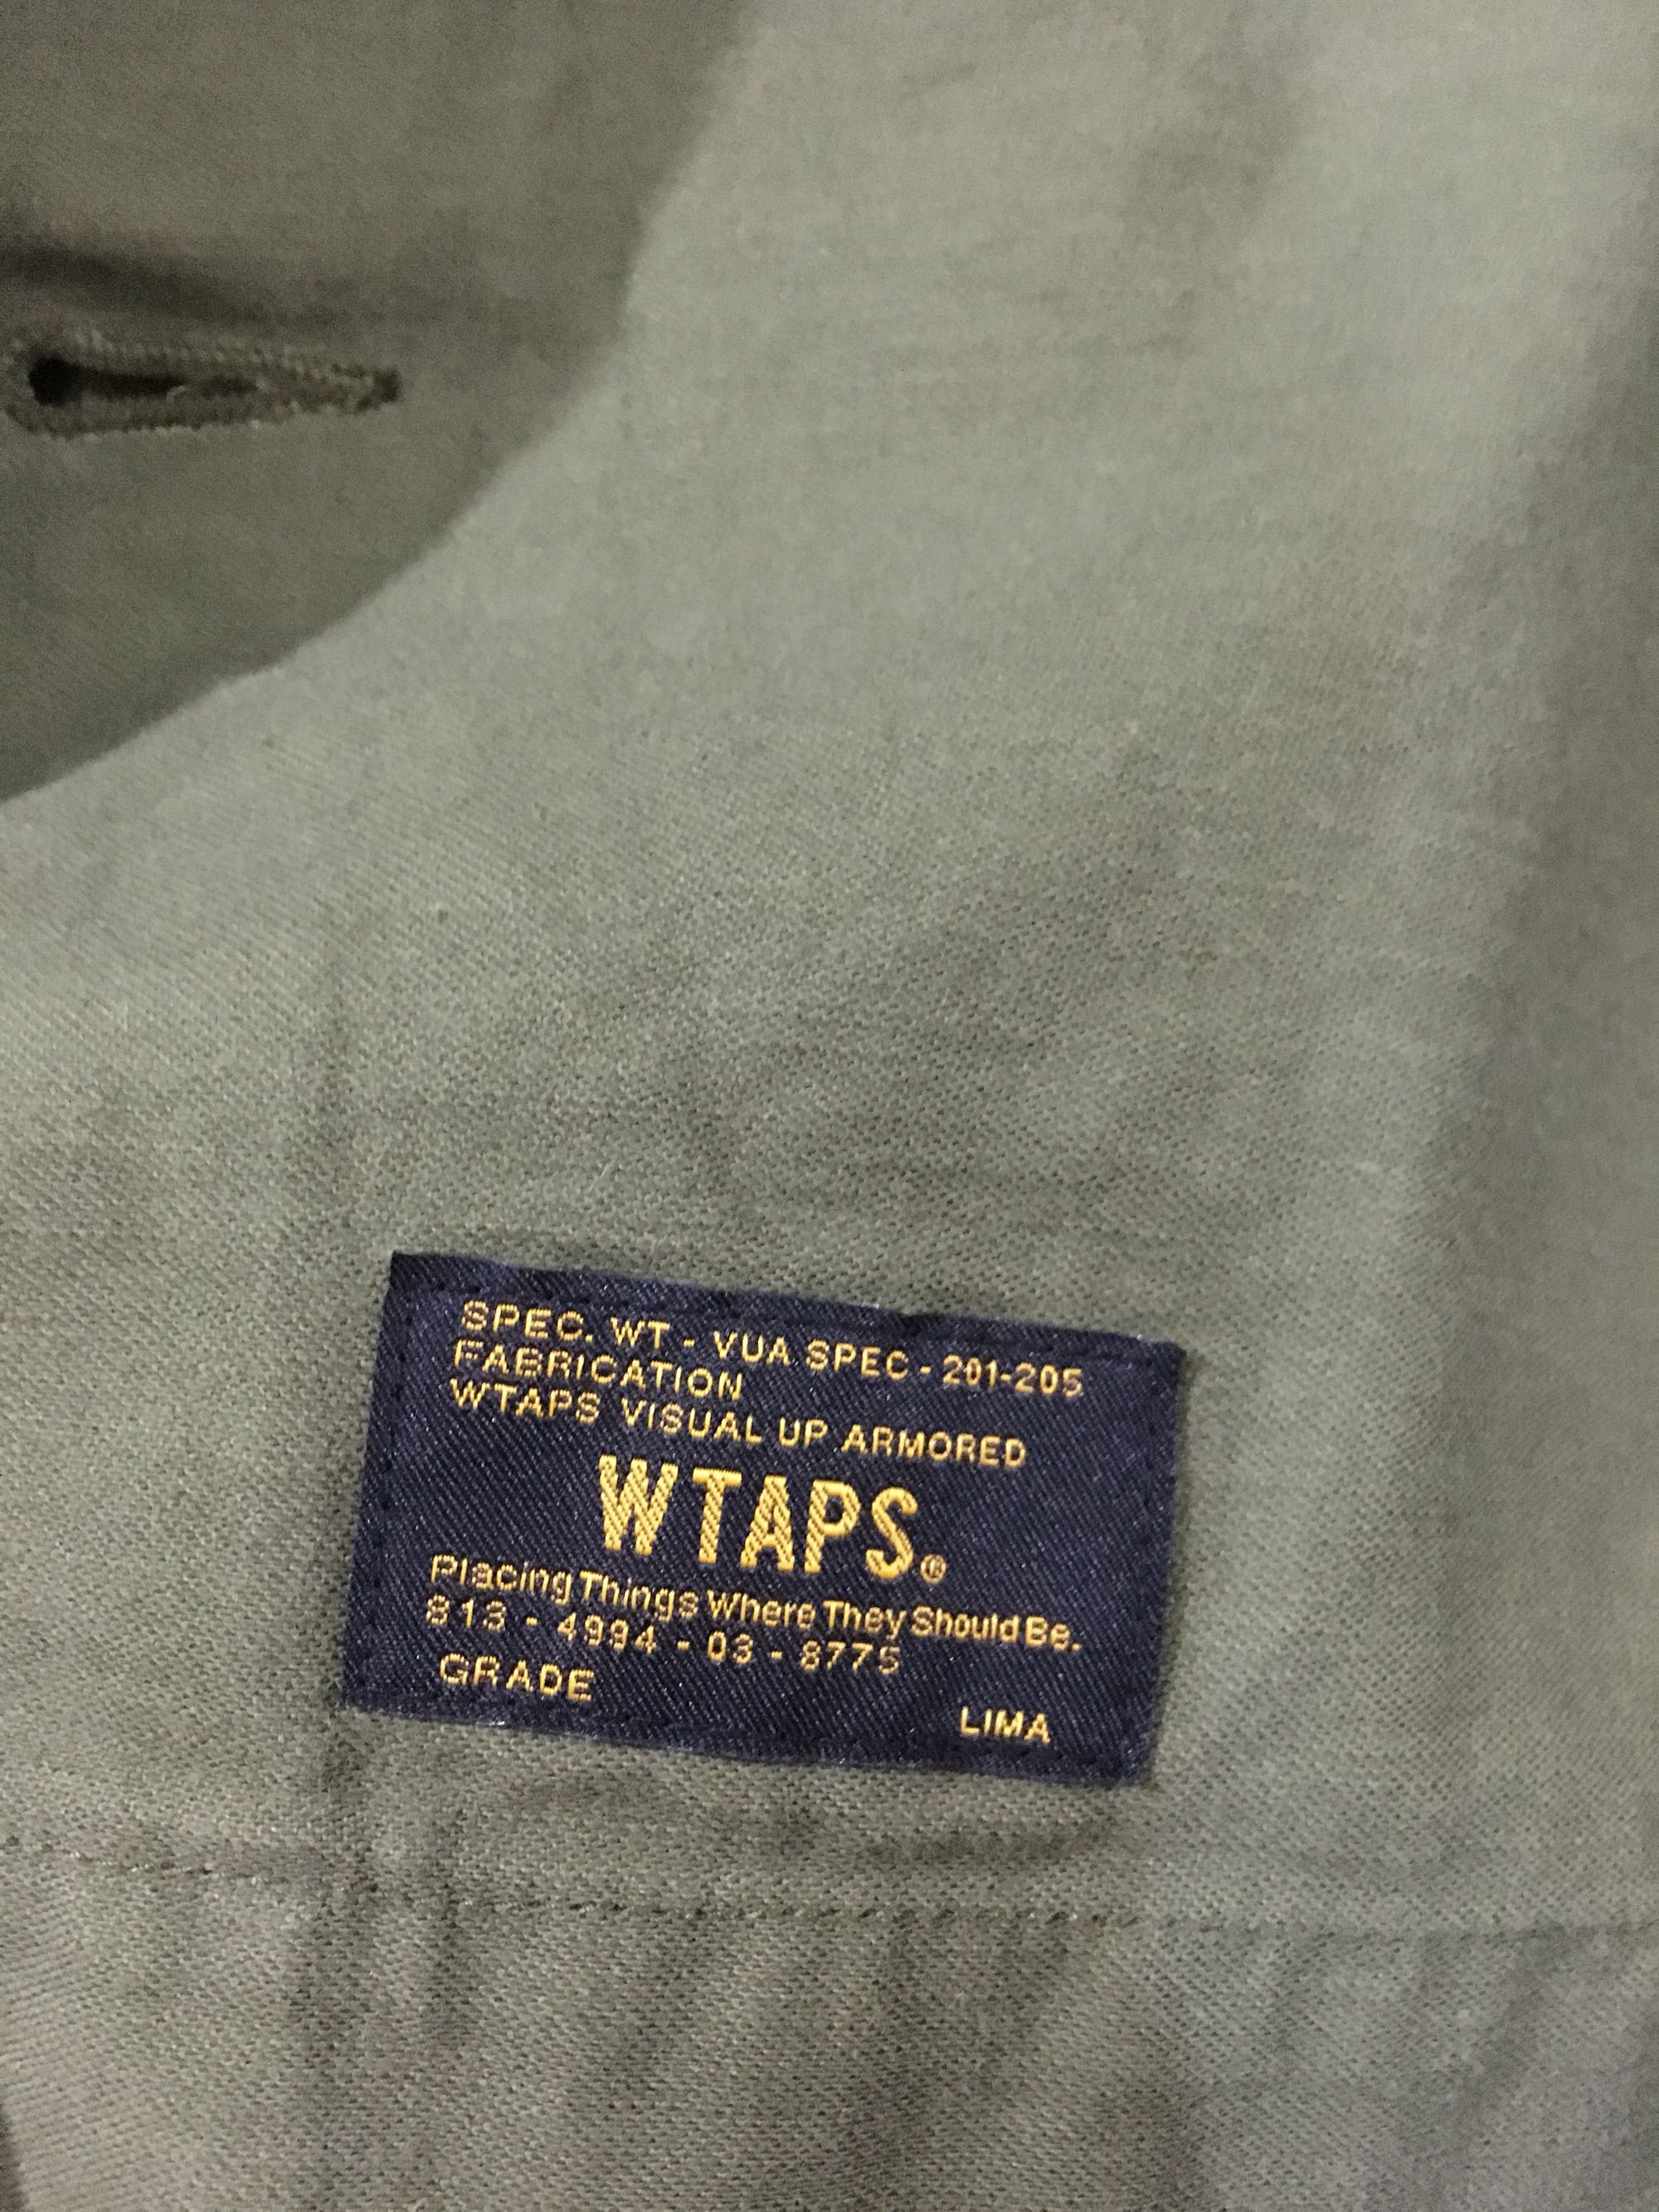 SPEC. WT - VUA SPEC - 201-205
FABRICATION
WTAPS VISUAL UP ARMORED
WTAPS®
Placing Things Where They Should Be.
813 - 4994 - 03 - 8775
GRADE LIMA